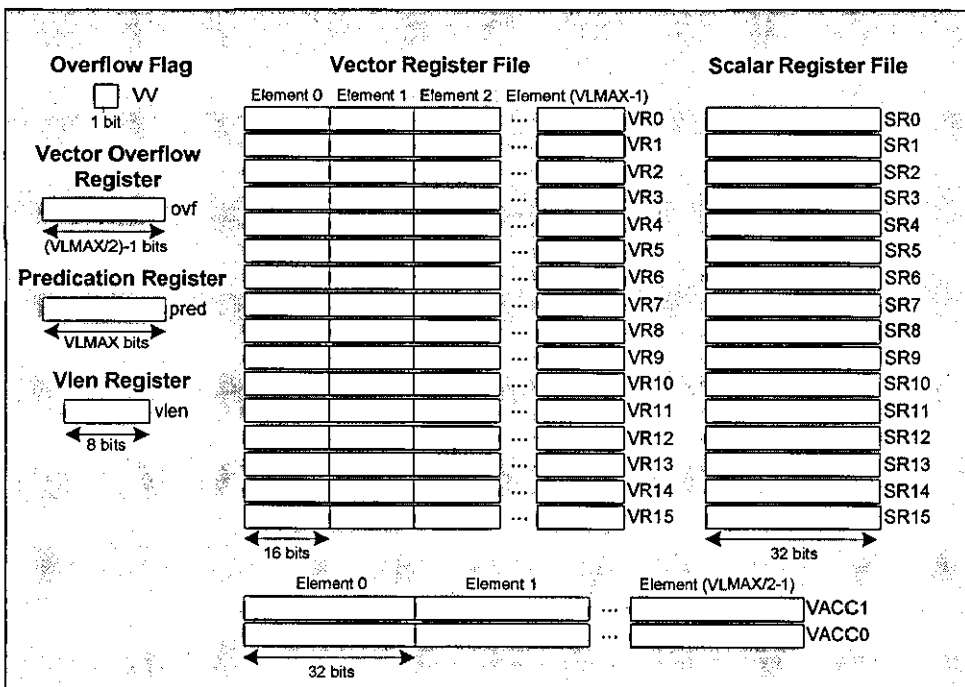 Overflow Flag
VV
1 bit
Vector Overflow
Register
ovf
(VLMAX/2)-1 bits
Predication Register
pred
VLMAX bits
Vlen Register
vlen
8 bits
Vector Register File
Element 0 Element 1 Element 2 Element (VLMAX-1)
... VR0
... VR1
... VR2
... VR3
... VR4
... VR5
... VR6
... VR7
... VR8
... VR9
... VR10
... VR11
... VR12
... VR13
... VR14
... VR15
16 bits
Scalar Register File
SR0
SR1
SR2
SR3
SR4
SR5
SR6
SR7
SR8
SR9
SR10
SR11
SR12
SR13
SR14
SR15
32 bits
Element 0 Element 1 Element (VLMAX/2-1)
... VACC1
... VACC0
32 bits